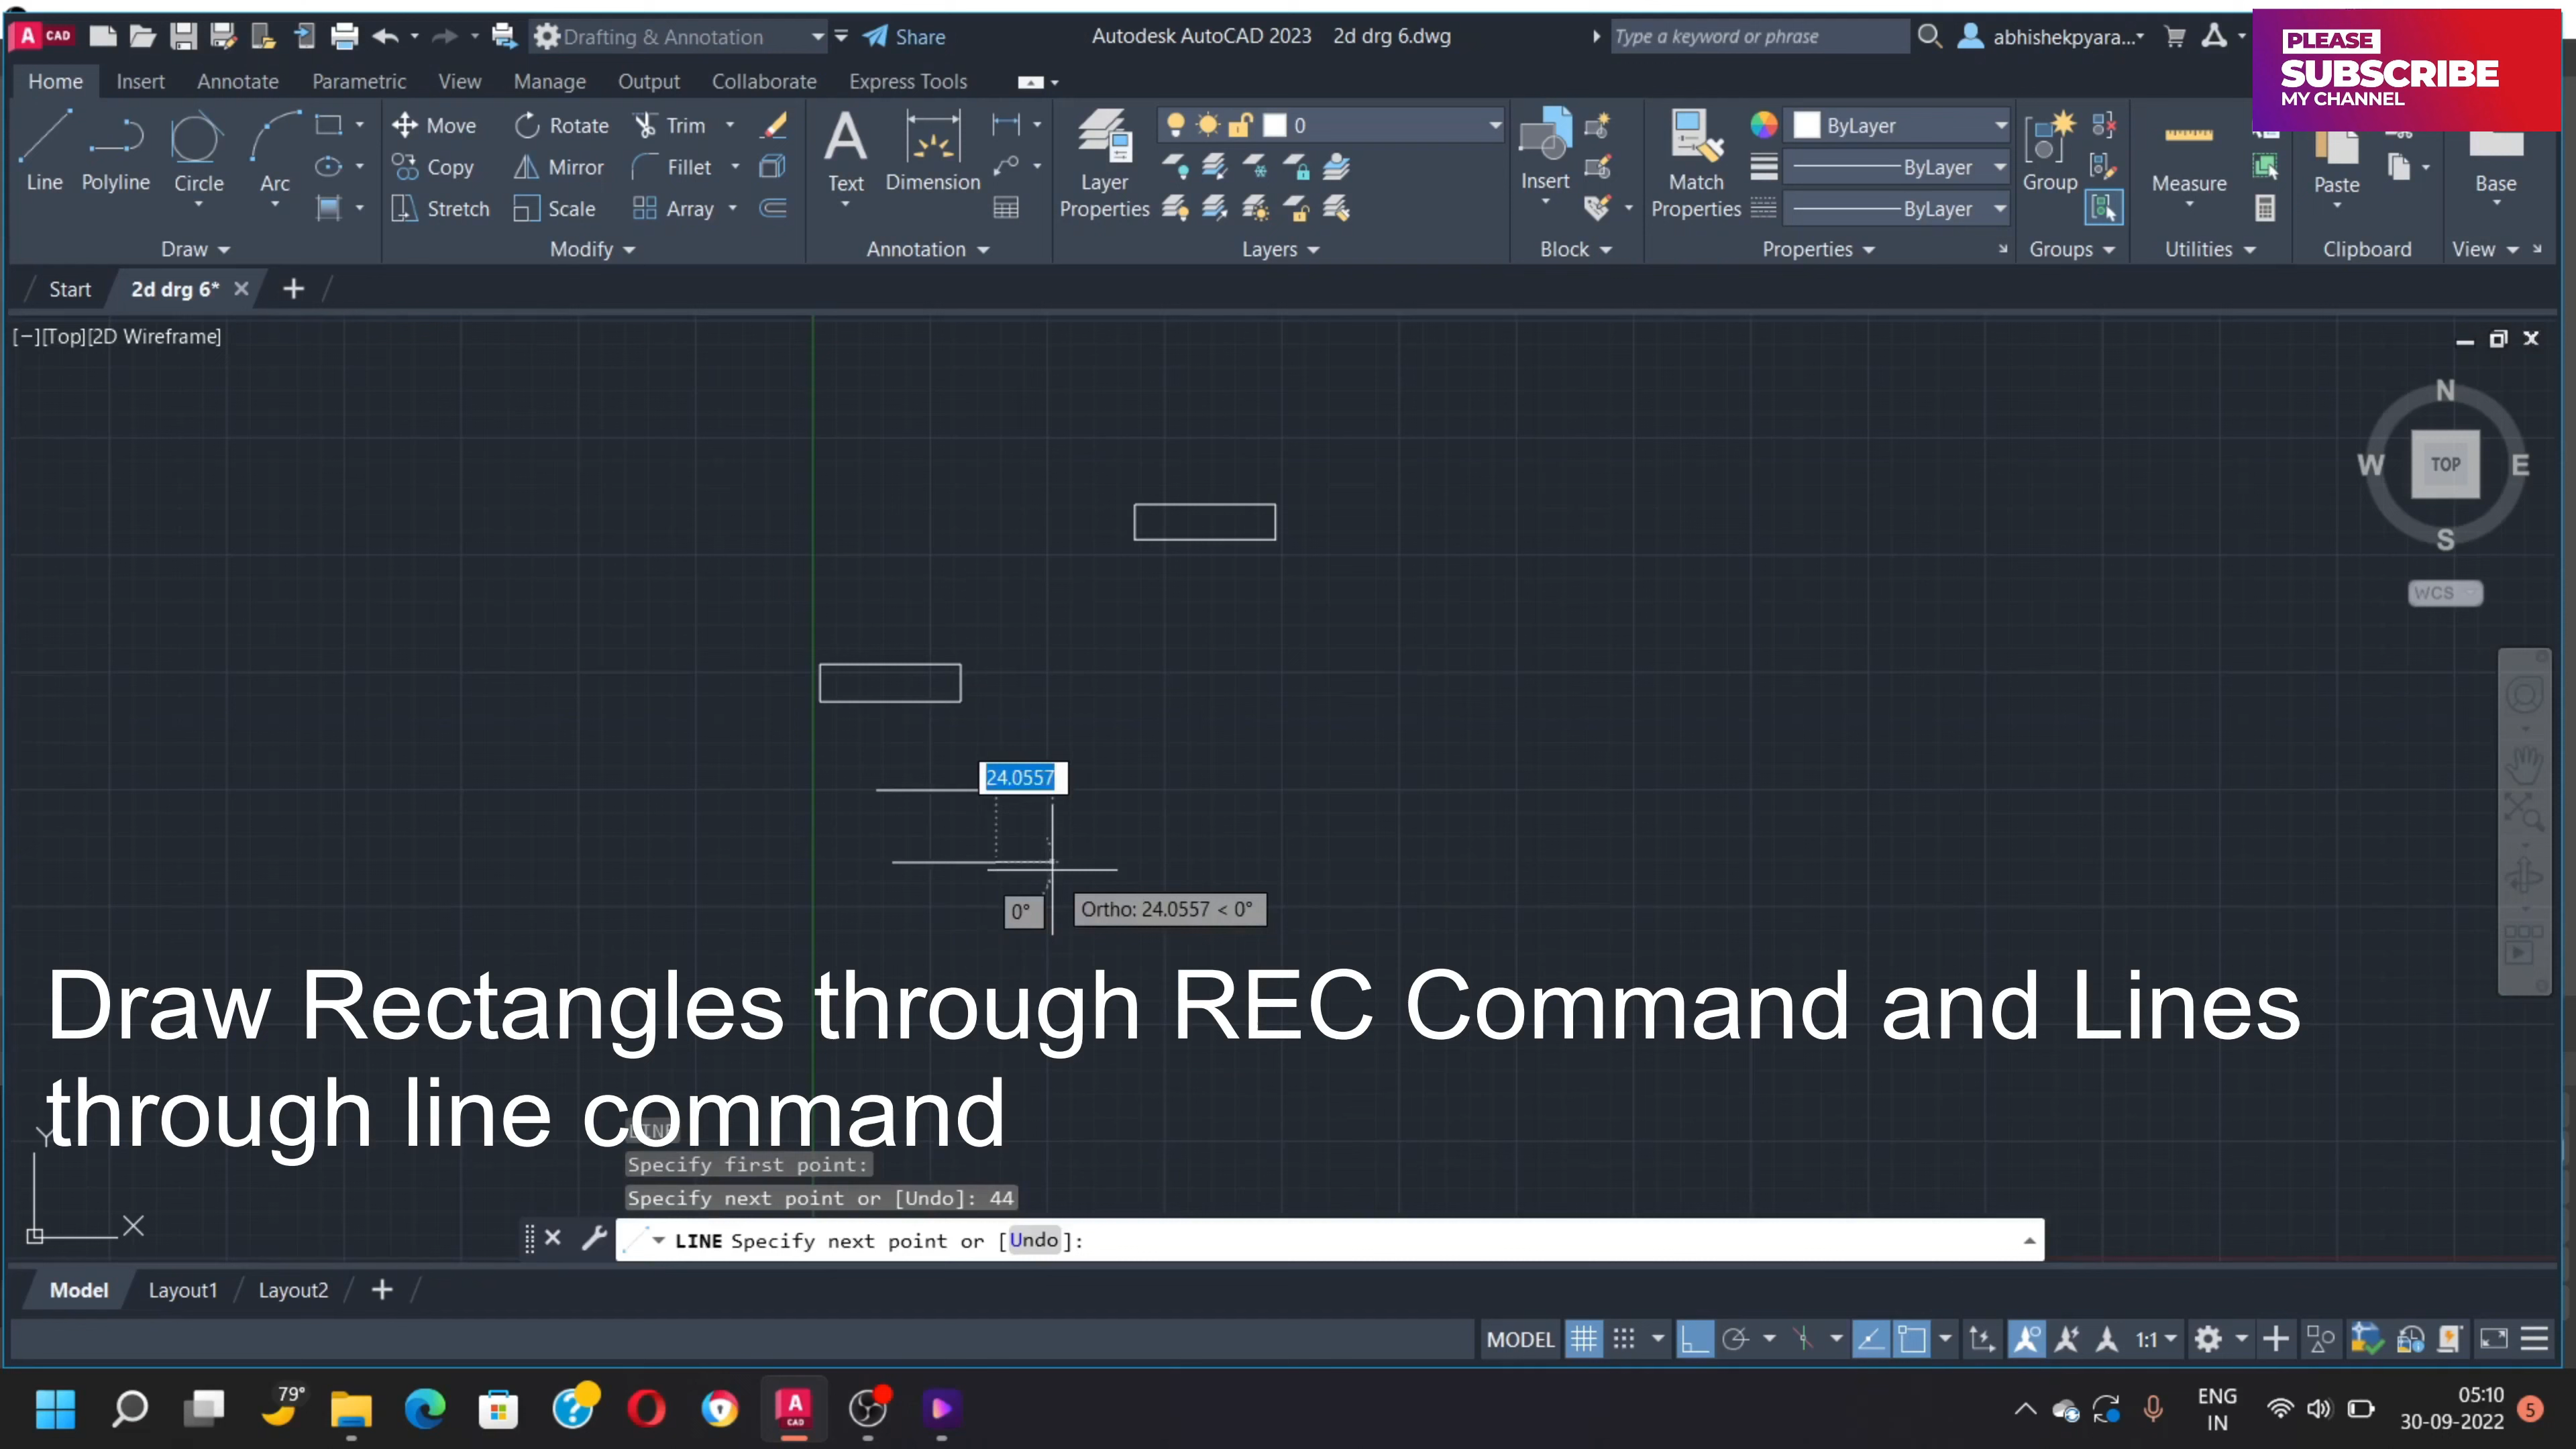 A CAD
Drafting & Annotation
Share
Autodesk AutoCAD 2023 2d drg 6.dwg
Type a keyword or phrase
abhishekpyara...
PLEASE
SUBSCRIBE
MY CHANNEL
Home Insert Annotate Parametric View Manage Output Collaborate Express Tools
Line Polyline Circle Arc
Move Rotate Trim
Copy Mirror Fillet
Stretch Scale Array
Text Dimension
Layer
Properties
0
Insert
Match
Properties
ByLayer
ByLayer
ByLayer
Group
Measure
Paste
Base
Draw Modify Annotation Layers Block Properties Groups Utilities Clipboard View
Start 2d drg 6*
[−][Top][2D Wireframe]
N
W TOP E
S
WCS
24.0557
0° Ortho: 24.0557 < 0°
Draw Rectangles through REC Command and Lines
through line command
Y
LINE
Specify first point:
Specify next point or [Undo]: 44
X
LINE Specify next point or [Undo]:
Model Layout1 Layout2
MODEL 1:1
79°
A CAD
ENG
IN
05:10
30-09-2022
5